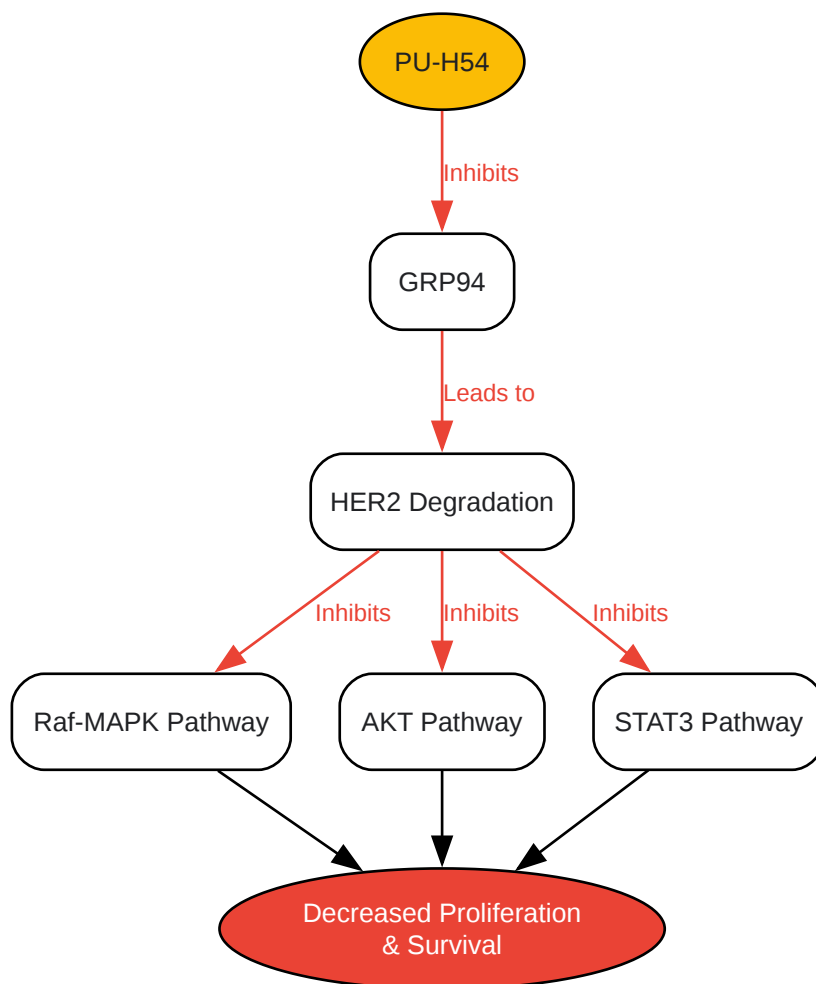 PU-H54
Inhibits
GRP94
Leads to
HER2 Degradation
Inhibits
Inhibits
Inhibits
Raf-MAPK Pathway
AKT Pathway
STAT3 Pathway
Decreased Proliferation
& Survival